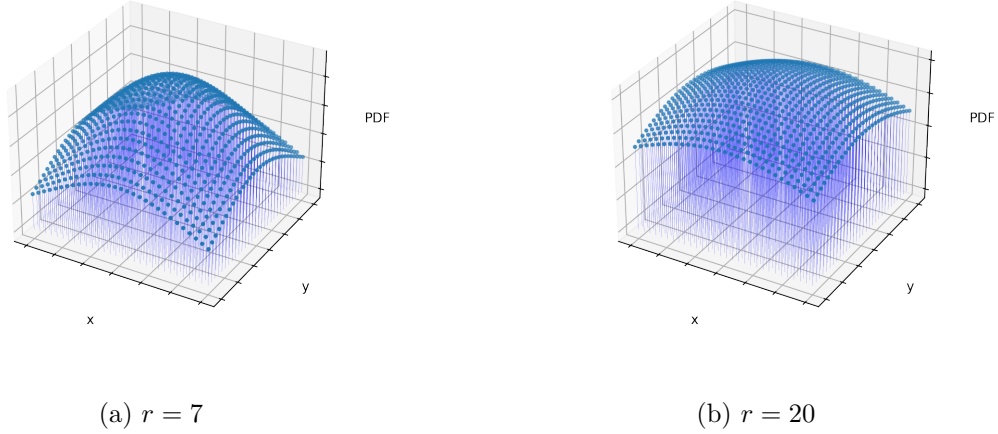 PDF
y
x
(a) r = 7
PDF
y
x
(b) r = 20